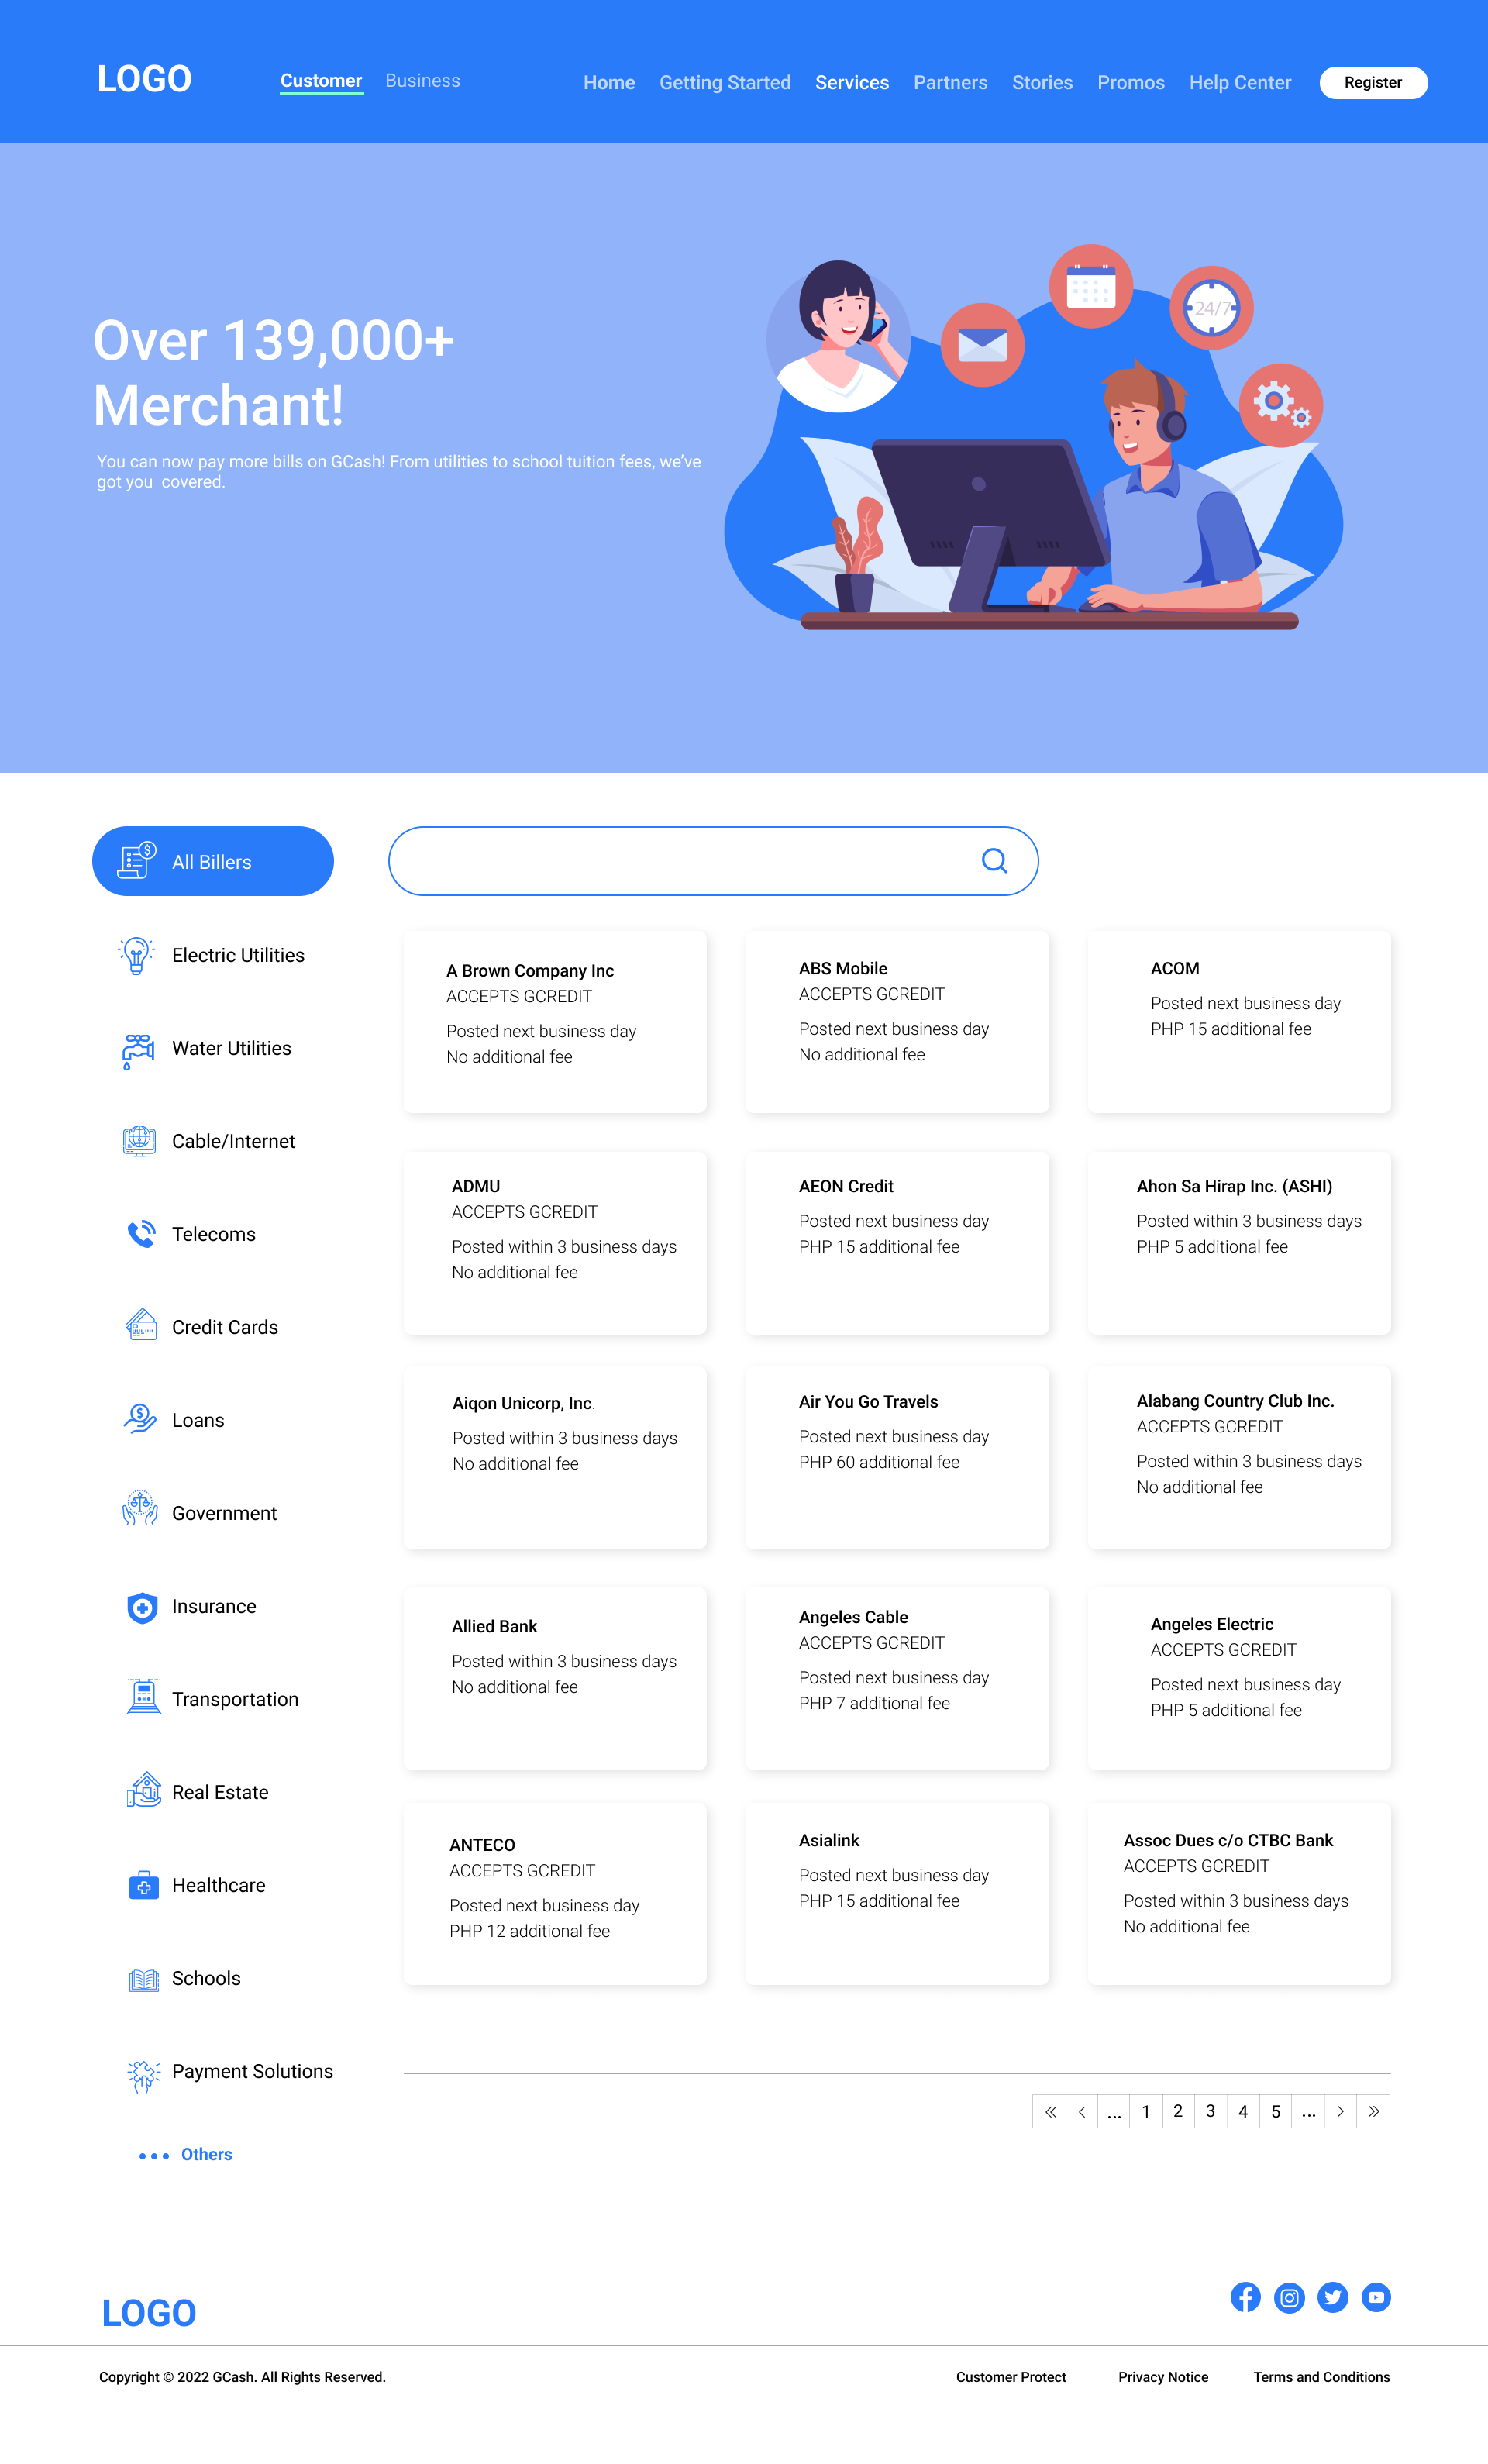 LOGO
Customer Business
Home Getting Started Services Partners Stories Promos Help Center Register
Over 139,000+
Merchant!
You can now pay more bills on GCash! From utilities to school tuition fees, we've
got you  covered.
24/7
All Billers
Electric Utilities
Water Utilities
Cable/Internet
Telecoms
Credit Cards
Loans
Government
Insurance
Transportation
Real Estate
Healthcare
Schools
Payment Solutions
Others
A Brown Company Inc
ACCEPTS GCREDIT
Posted next business day
No additional fee
ABS Mobile
ACCEPTS GCREDIT
Posted next business day
No additional fee
ACOM
Posted next business day
PHP 15 additional fee
ADMU
ACCEPTS GCREDIT
Posted within 3 business days
No additional fee
AEON Credit
Posted next business day
PHP 15 additional fee
Ahon Sa Hirap Inc. (ASHI)
Posted within 3 business days
PHP 5 additional fee
Aiqon Unicorp, Inc.
Posted within 3 business days
No additional fee
Air You Go Travels
Posted next business day
PHP 60 additional fee
Alabang Country Club Inc.
ACCEPTS GCREDIT
Posted within 3 business days
No additional fee
Allied Bank
Posted within 3 business days
No additional fee
Angeles Cable
ACCEPTS GCREDIT
Posted next business day
PHP 7 additional fee
Angeles Electric
ACCEPTS GCREDIT
Posted next business day
PHP 5 additional fee
ANTECO
ACCEPTS GCREDIT
Posted next business day
PHP 12 additional fee
Asialink
Posted next business day
PHP 15 additional fee
Assoc Dues c/o CTBC Bank
ACCEPTS GCREDIT
Posted within 3 business days
No additional fee
« < ... 1 2 3 4 5 ... > »
LOGO
Copyright © 2022 GCash. All Rights Reserved.
Customer Protect Privacy Notice Terms and Conditions